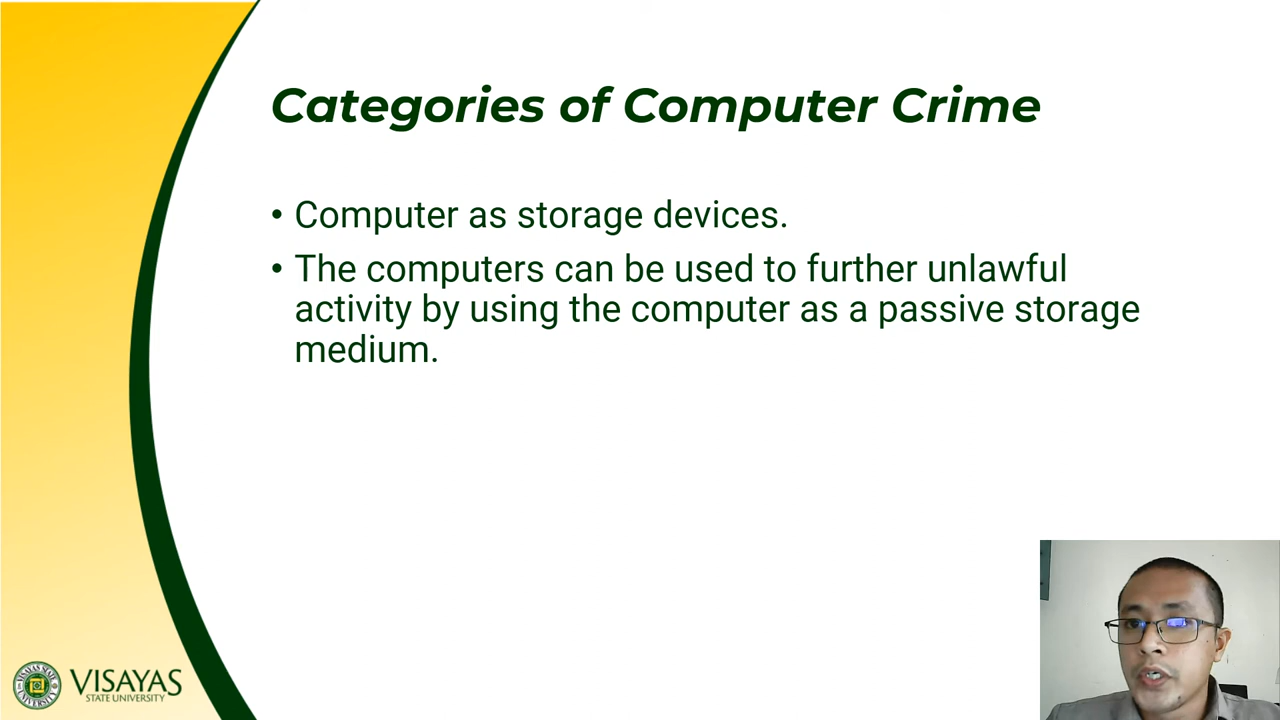 Categories of Computer Crime
• Computer as storage devices.
• The computers can be used to further unlawful
activity by using the computer as a passive storage
medium.
VISAYAS
STATE UNIVERSITY